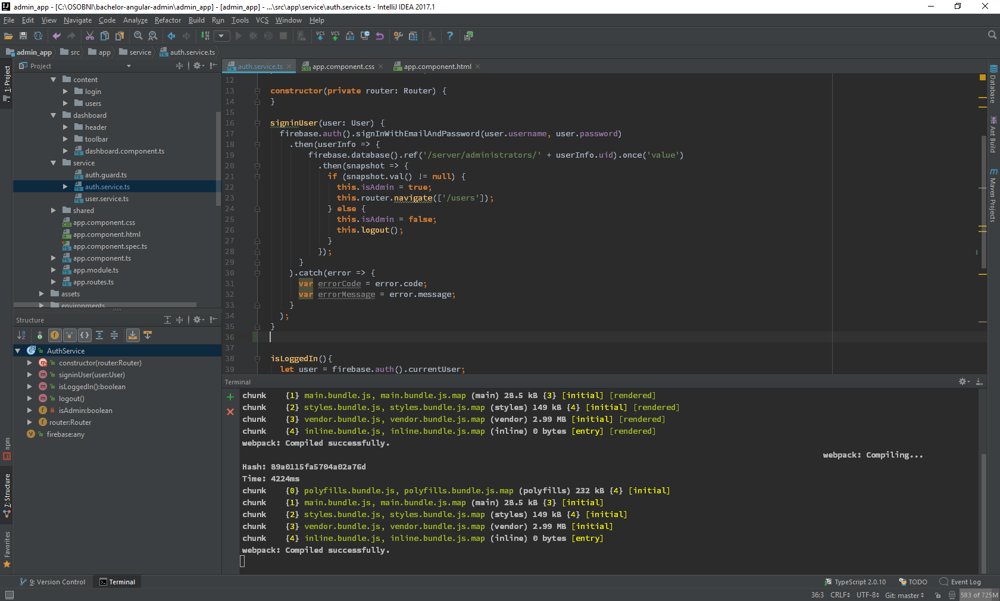 admin_app - [C:\OSOBNI\bachelor-angular-admin\admin_app] - [admin_app] - ...\src\app\service\auth.service.ts - IntelliJ IDEA 2017.1
File Edit View Navigate Code Analyze Refactor Build Run Tools VCS Window Help
admin_app src app service auth.service.ts
Project
content
login
users
dashboard
header
toolbar
dashboard.component.ts
service
auth.guard.ts
auth.service.ts
user.service.ts
shared
app.component.css
app.component.html
app.component.spec.ts
app.component.ts
app.module.ts
app.routes.ts
assets
environments
Structure
AuthService
constructor(router:Router)
signinUser(user:User)
isLoggedIn():boolean
logout()
isAdmin:boolean
router:Router
firebase:any
1: Project
npm
7: Structure
Favorites
auth.service.ts app.component.css app.component.html
12
13 constructor(private router: Router) {
14 }
15
16 signinUser(user: User) {
17 firebase.auth().signInWithEmailAndPassword(user.username, user.password)
18 .then(userInfo => {
19 firebase.database().ref('/server/administrators/' + userInfo.uid).once('value')
20 .then(snapshot => {
21 if (snapshot.val() != null) {
22 this.isAdmin = true;
23 this.router.navigate(['/users']);
24 } else {
25 this.isAdmin = false;
26 this.logout();
27 }
28 });
29 }
30 ).catch(error => {
31 var errorCode = error.code;
32 var errorMessage = error.message;
33 }
34 );
35 }
36
37
38 isLoggedIn(){
39 let user = firebase.auth().currentUser;
Database
Ant Build
Maven Projects
Terminal
chunk {1} main.bundle.js, main.bundle.js.map (main) 28.5 kB {3} [initial] [rendered]
chunk {2} styles.bundle.js, styles.bundle.js.map (styles) 149 kB {4} [initial] [rendered]
chunk {3} vendor.bundle.js, vendor.bundle.js.map (vendor) 2.99 MB [initial] [rendered]
chunk {4} inline.bundle.js, inline.bundle.js.map (inline) 0 bytes [entry] [rendered]
webpack: Compiled successfully.
webpack: Compiling...
Hash: 89a0115fa5704a02a76d
Time: 4224ms
chunk {0} polyfills.bundle.js, polyfills.bundle.js.map (polyfills) 232 kB {4} [initial]
chunk {1} main.bundle.js, main.bundle.js.map (main) 28.5 kB {3} [initial]
chunk {2} styles.bundle.js, styles.bundle.js.map (styles) 149 kB {4} [initial]
chunk {3} vendor.bundle.js, vendor.bundle.js.map (vendor) 2.99 MB [initial]
chunk {4} inline.bundle.js, inline.bundle.js.map (inline) 0 bytes [entry]
webpack: Compiled successfully.
9: Version Control Terminal TypeScript 2.0.10 TODO Event Log
36:3 CRLF UTF-8 Git: master 583 of 725M